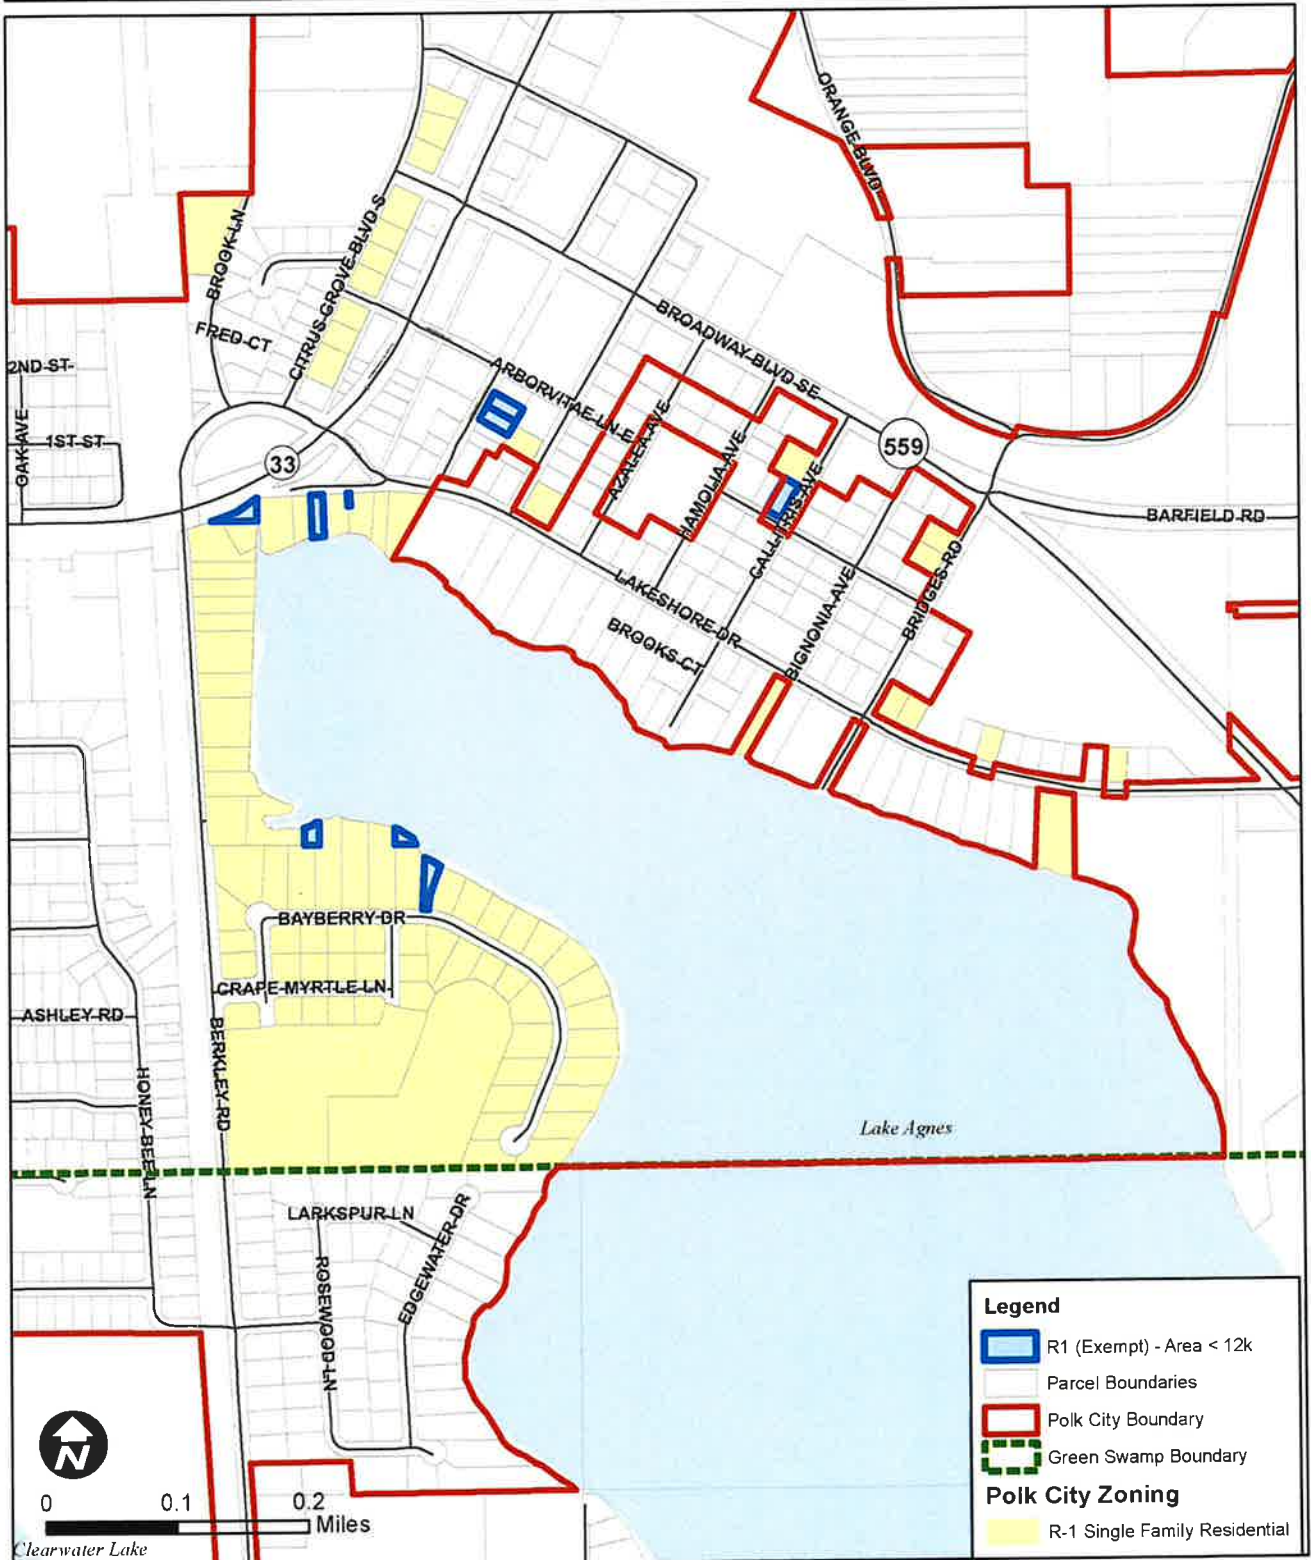 ORANGE BLVD
BROOK LN
CITRUS GROVE BLVD S
FRED CT
BROADWAY BLVD SE
2ND ST
ARBORVITAE LN E
OAK AVE
1ST ST
33
AZALEA AVE
HAMOLIA AVE
559
CALLITRIS AVE
BARFIELD RD
LAKESHORE DR
BROOKS CT
BIGNONIA AVE
BRIDGES RD
BAYBERRY DR
CRAPE MYRTLE LN
ASHLEY RD
BERKLEY RD
HONEY BEE LN
Lake Agnes
LARKSPUR LN
EDGEWATER DR
ROSEWOOD LN
Legend
R1 (Exempt) - Area < 12k
Parcel Boundaries
Polk City Boundary
Green Swamp Boundary
Polk City Zoning
R-1 Single Family Residential
N
0 0.1 0.2
Miles
Clearwater Lake